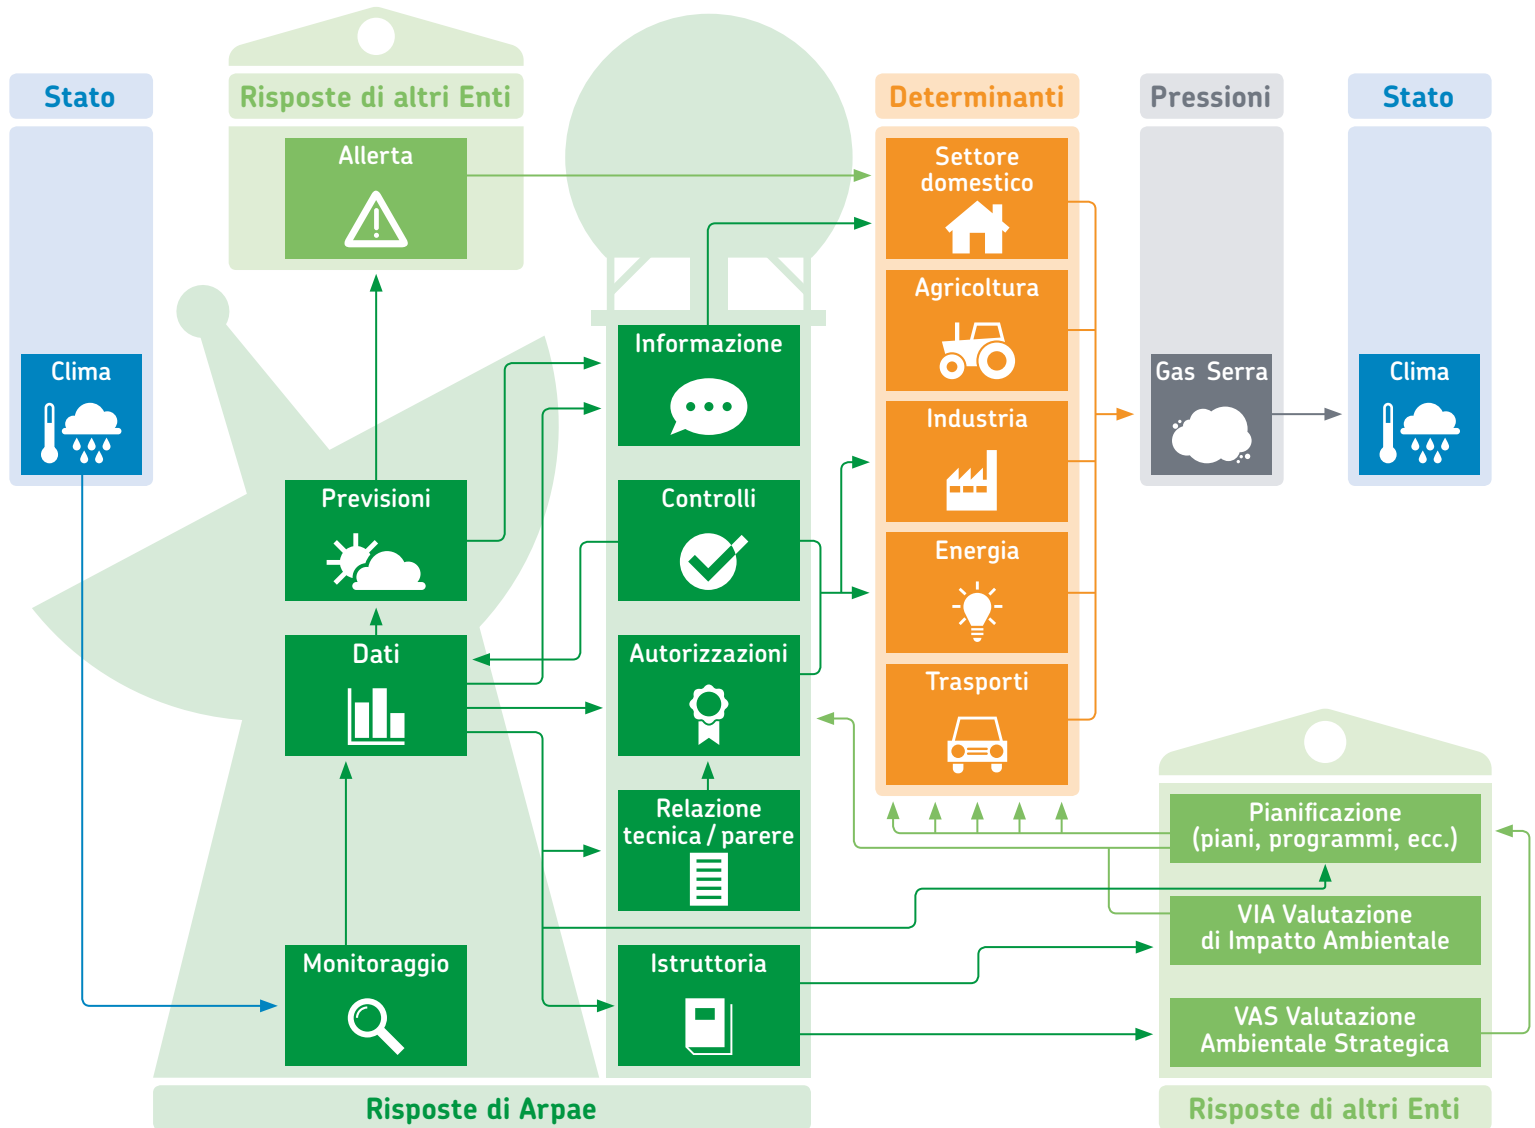 Stato
Risposte di altri Enti
Determinanti
Pressioni
Stato
Allerta
Settore
domestico
Agricoltura
Informazione
Clima
Gas Serra
Clima
Industria
Previsioni
Controlli
Energia
Dati
Autorizzazioni
Trasporti
Relazione
tecnica / parere
Pianificazione
(piani, programmi, ecc.)
VIA Valutazione
di Impatto Ambientale
Monitoraggio
Istruttoria
VAS Valutazione
Ambientale Strategica
Risposte di Arpae
Risposte di altri Enti